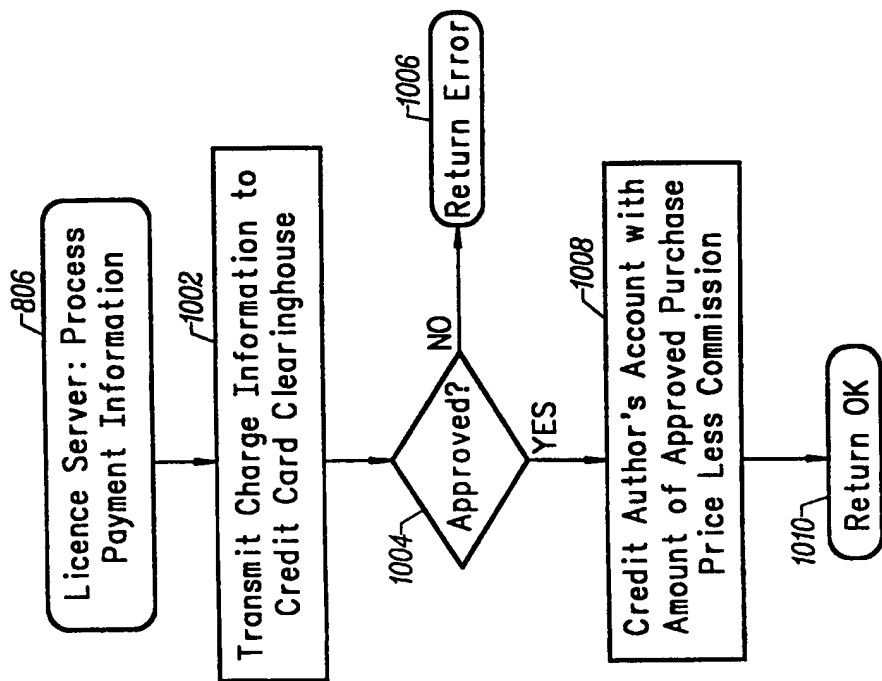 806
Licence Server: Process
Payment Information
1002
Transmit Charge Information to
Credit Card Clearinghouse
1004
Approved?
NO
1006
Return Error
YES
1008
Credit Author's Account with
Amount of Approved Purchase
Price Less Commission
1010
Return OK